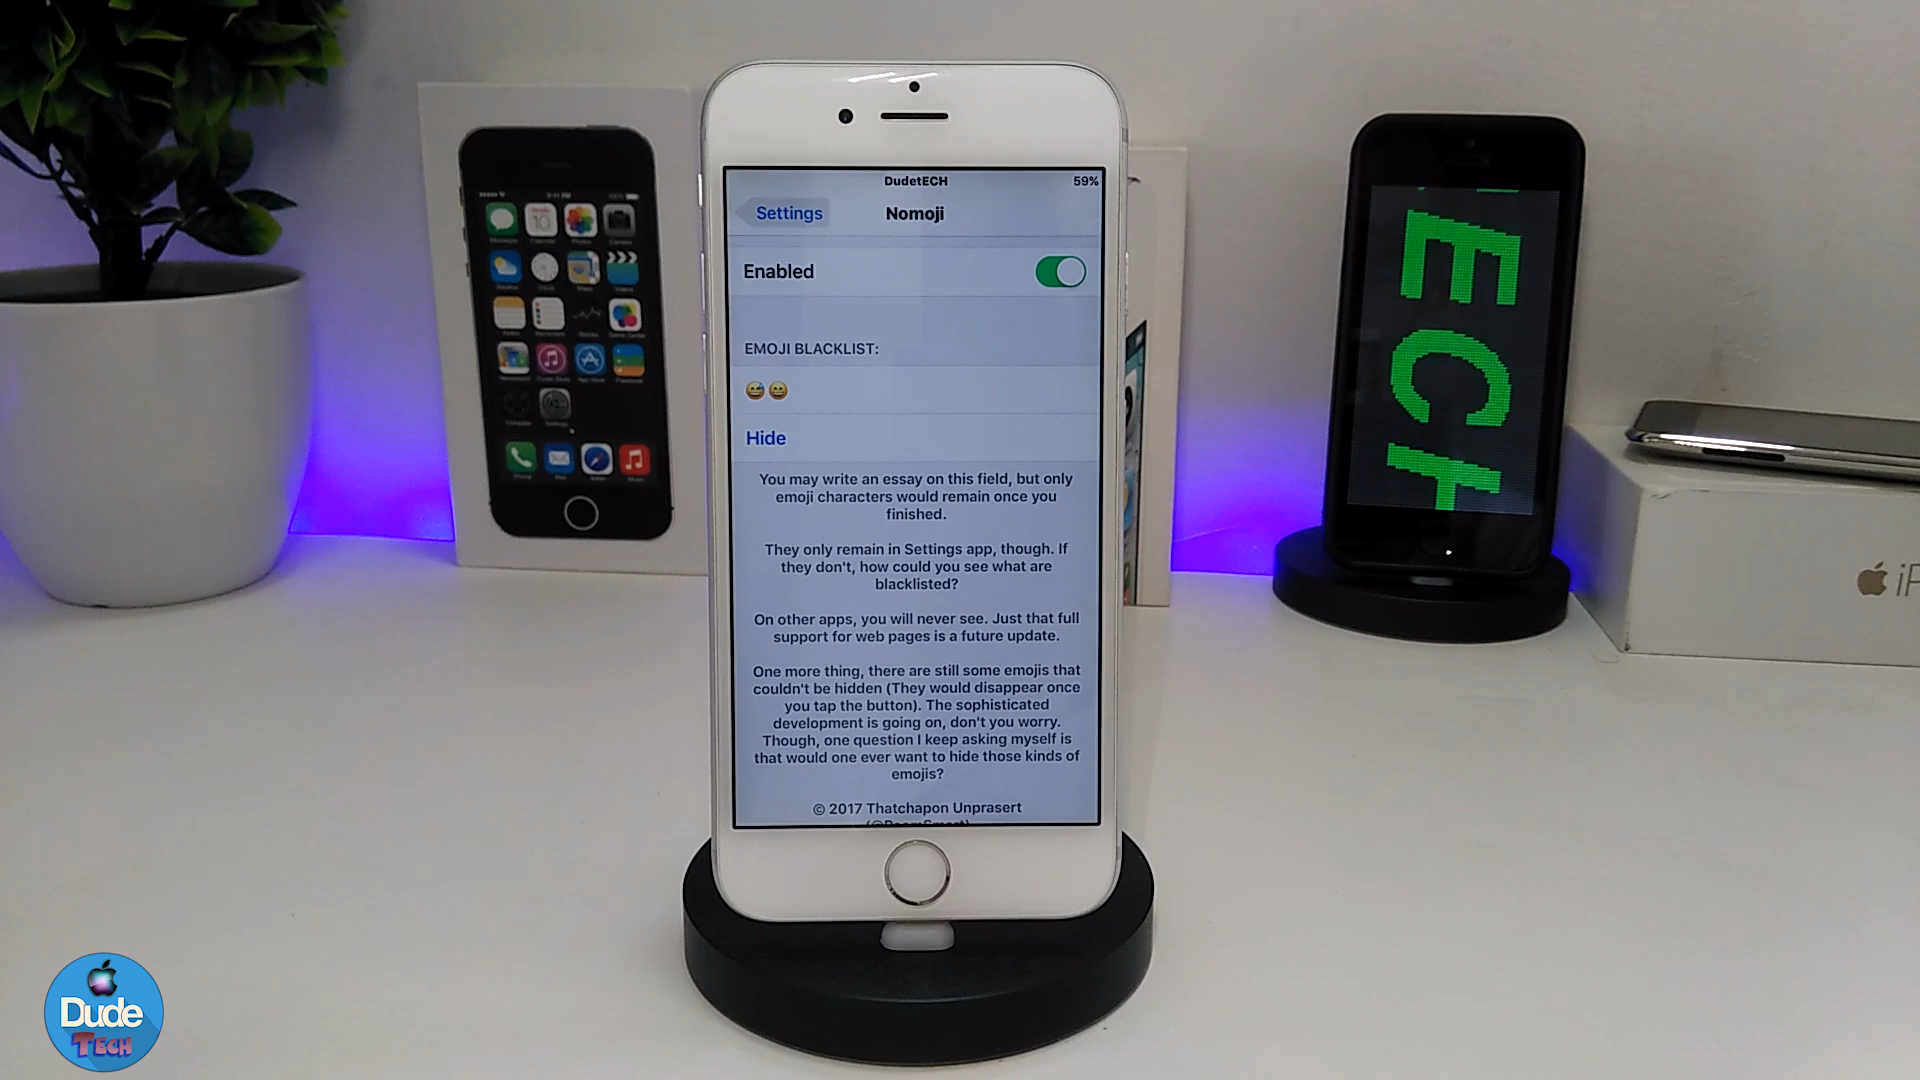 DudetECH
59%
Settings
Nomoji
Enabled
EMOJI BLACKLIST:
😅😄
Hide
You may write an essay on this field, but only
emoji characters would remain once you
finished.
They only remain in Settings app, though. If
they don't, how could you see what are
blacklisted?
On other apps, you will never see. Just that full
support for web pages is a future update.
One more thing, there are still some emojis that
couldn't be hidden (They would disappear once
you tap the button). The sophisticated
development is going on, don't you worry.
Though, one question I keep asking myself is
that would one ever want to hide those kinds of
emojis?
© 2017 Thatchapon Unprasert
ECH
iP
Dude
TECH